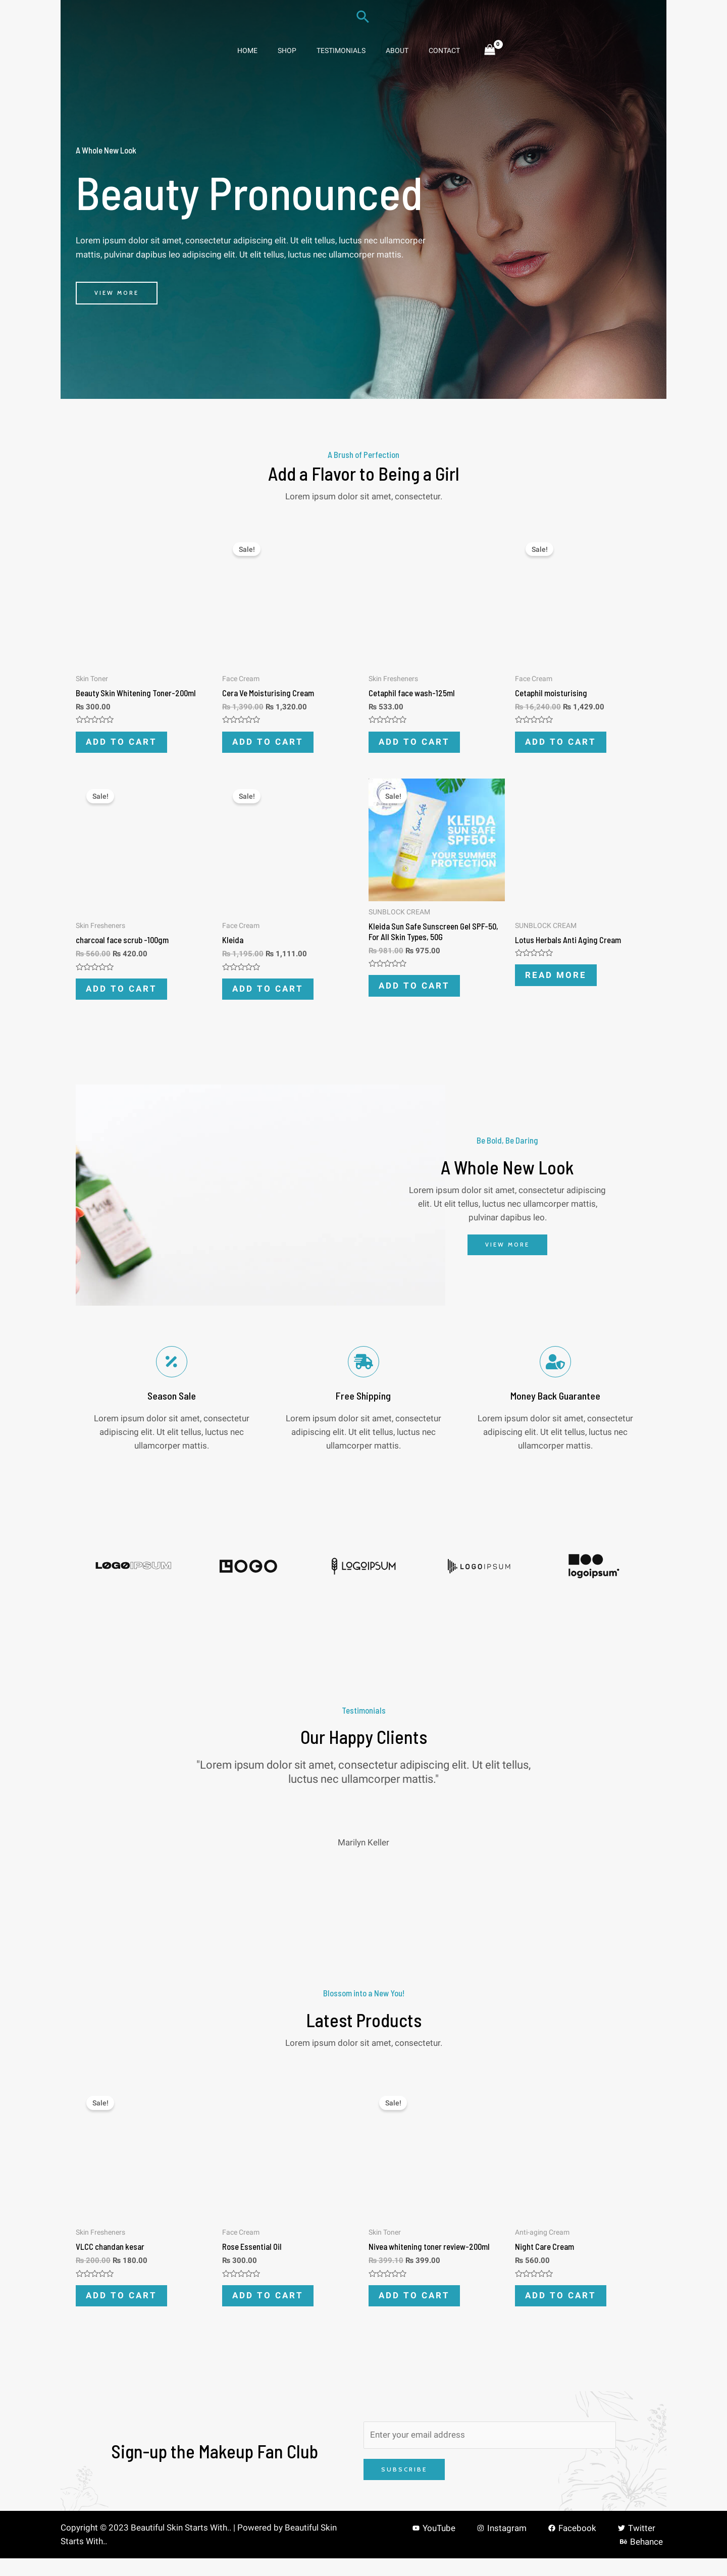 HOME SHOP TESTIMONIALS ABOUT CONTACT 0
A Whole New Look
Beauty Pronounced
Lorem ipsum dolor sit amet, consectetur adipiscing elit. Ut elit tellus, luctus nec ullamcorper
mattis, pulvinar dapibus leo adipiscing elit. Ut elit tellus, luctus nec ullamcorper mattis.
VIEW MORE
A Brush of Perfection
Add a Flavor to Being a Girl
Lorem ipsum dolor sit amet, consectetur.
Skin Toner
Beauty Skin Whitening Toner-200ml
₨ 300.00
ADD TO CART
Sale!
Face Cream
Cera Ve Moisturising Cream
₨ 1,390.00 ₨ 1,320.00
ADD TO CART
Skin Fresheners
Cetaphil face wash-125ml
₨ 533.00
ADD TO CART
Sale!
Face Cream
Cetaphil moisturising
₨ 16,240.00 ₨ 1,429.00
ADD TO CART
Sale!
Skin Fresheners
charcoal face scrub -100gm
₨ 560.00 ₨ 420.00
ADD TO CART
Sale!
Face Cream
Kleida
₨ 1,195.00 ₨ 1,111.00
ADD TO CART
Sale!
Sun Safe
KLEIDA
SUN SAFE
SPF50+
YOUR SUMMER
PROTECTION
SUNBLOCK CREAM
Kleida Sun Safe Sunscreen Gel SPF-50,
For All Skin Types, 50G
₨ 981.00 ₨ 975.00
ADD TO CART
SUNBLOCK CREAM
Lotus Herbals Anti Aging Cream
READ MORE
Be Bold, Be Daring
A Whole New Look
Lorem ipsum dolor sit amet, consectetur adipiscing
elit. Ut elit tellus, luctus nec ullamcorper mattis,
pulvinar dapibus leo.
VIEW MORE
Season Sale
Lorem ipsum dolor sit amet, consectetur
adipiscing elit. Ut elit tellus, luctus nec
ullamcorper mattis.
Free Shipping
Lorem ipsum dolor sit amet, consectetur
adipiscing elit. Ut elit tellus, luctus nec
ullamcorper mattis.
Money Back Guarantee
Lorem ipsum dolor sit amet, consectetur
adipiscing elit. Ut elit tellus, luctus nec
ullamcorper mattis.
LOGOIPSUM
LOGO
LOGOIPSUM
LOGOIPSUM
logoipsum
Testimonials
Our Happy Clients
"Lorem ipsum dolor sit amet, consectetur adipiscing elit. Ut elit tellus,
luctus nec ullamcorper mattis."
Marilyn Keller
Blossom into a New You!
Latest Products
Lorem ipsum dolor sit amet, consectetur.
Sale!
Skin Fresheners
VLCC chandan kesar
₨ 200.00 ₨ 180.00
ADD TO CART
Face Cream
Rose Essential Oil
₨ 300.00
ADD TO CART
Sale!
Skin Toner
Nivea whitening toner review-200ml
₨ 399.10 ₨ 399.00
ADD TO CART
Anti-aging Cream
Night Care Cream
₨ 560.00
ADD TO CART
Sign-up the Makeup Fan Club
Enter your email address
SUBSCRIBE
Copyright © 2023 Beautiful Skin Starts With.. | Powered by Beautiful Skin
Starts With..
YouTube Instagram Facebook Twitter
Behance